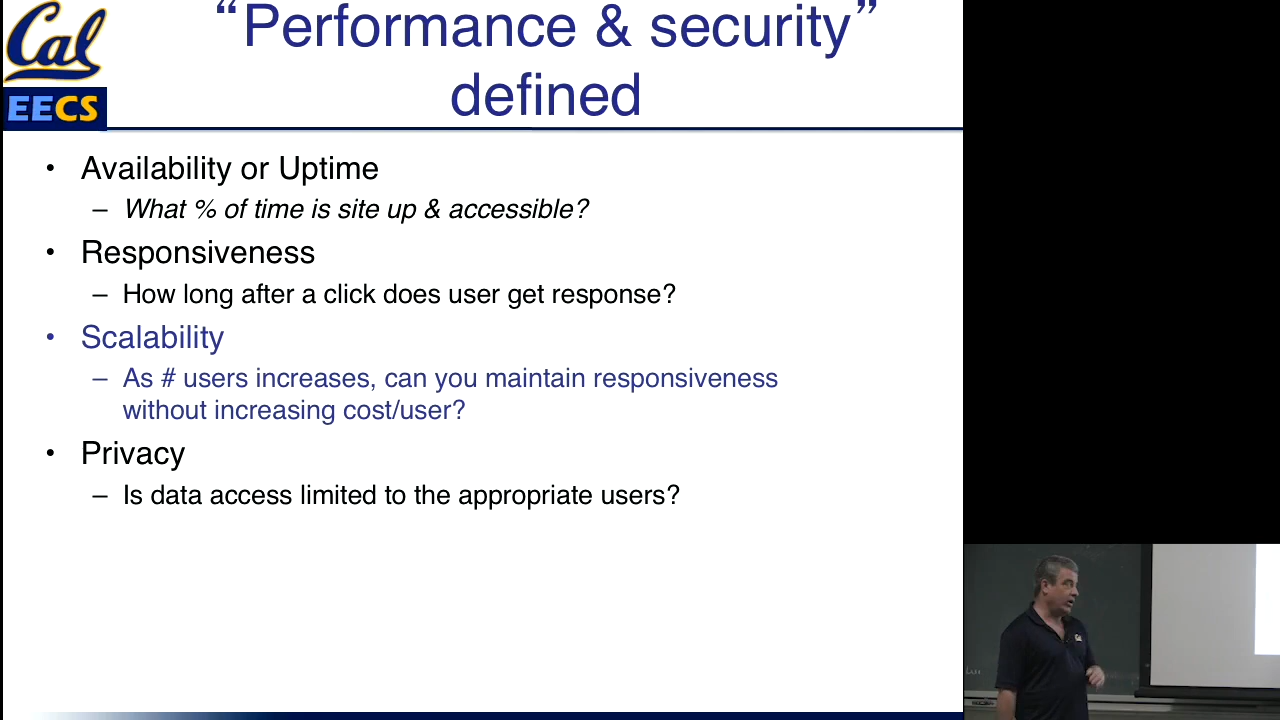 Cal
EECS
“Performance & security”
defined
• Availability or Uptime
– What % of time is site up & accessible?
• Responsiveness
– How long after a click does user get response?
• Scalability
– As # users increases, can you maintain responsiveness
without increasing cost/user?
• Privacy
– Is data access limited to the appropriate users?
Cal